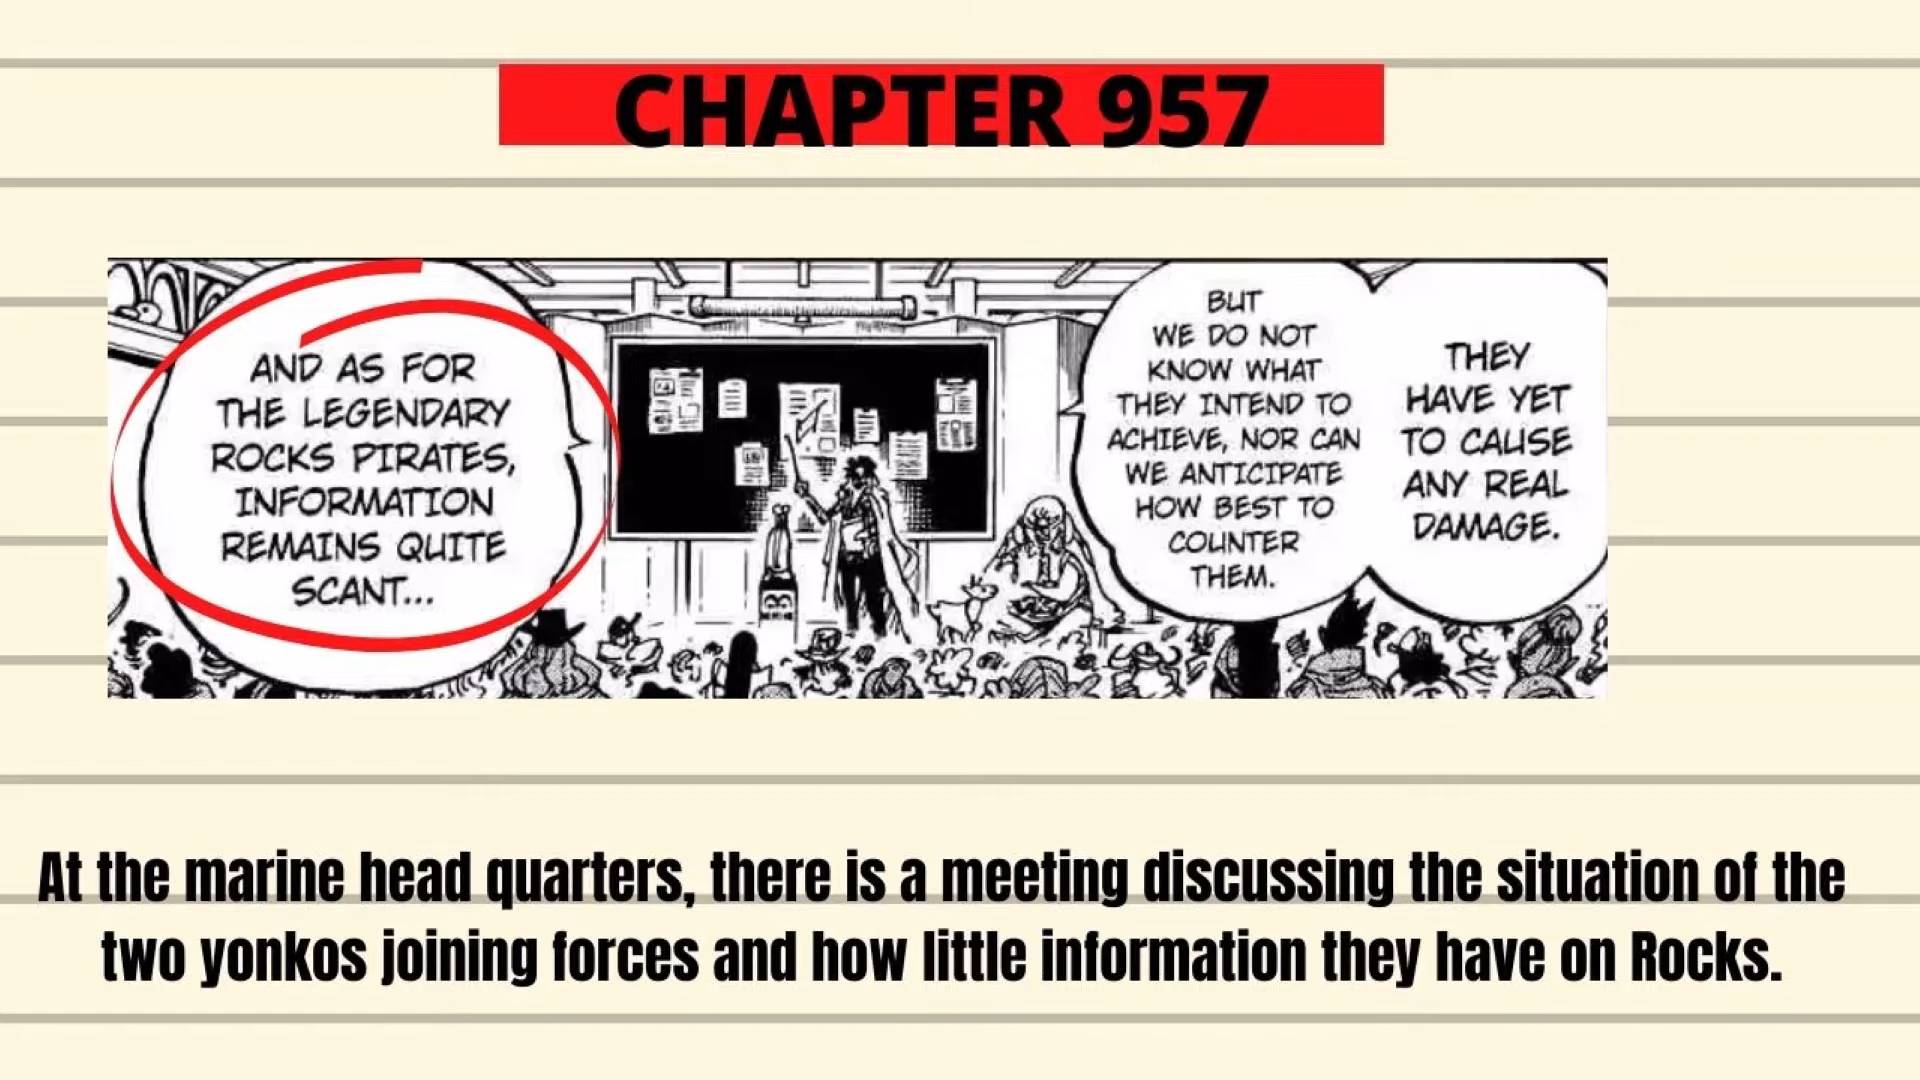 CHAPTER 957
AND AS FOR
THE LEGENDARY
ROCKS PIRATES,
INFORMATION
REMAINS QUITE
SCANT...
BUT
WE DO NOT
KNOW WHAT
THEY INTEND TO
ACHIEVE, NOR CAN
WE ANTICIPATE
HOW BEST TO
COUNTER
THEM.
THEY
HAVE YET
TO CAUSE
ANY REAL
DAMAGE.
At the marine head quarters, there is a meeting discussing the situation of the
two yonkos joining forces and how little information they have on Rocks.